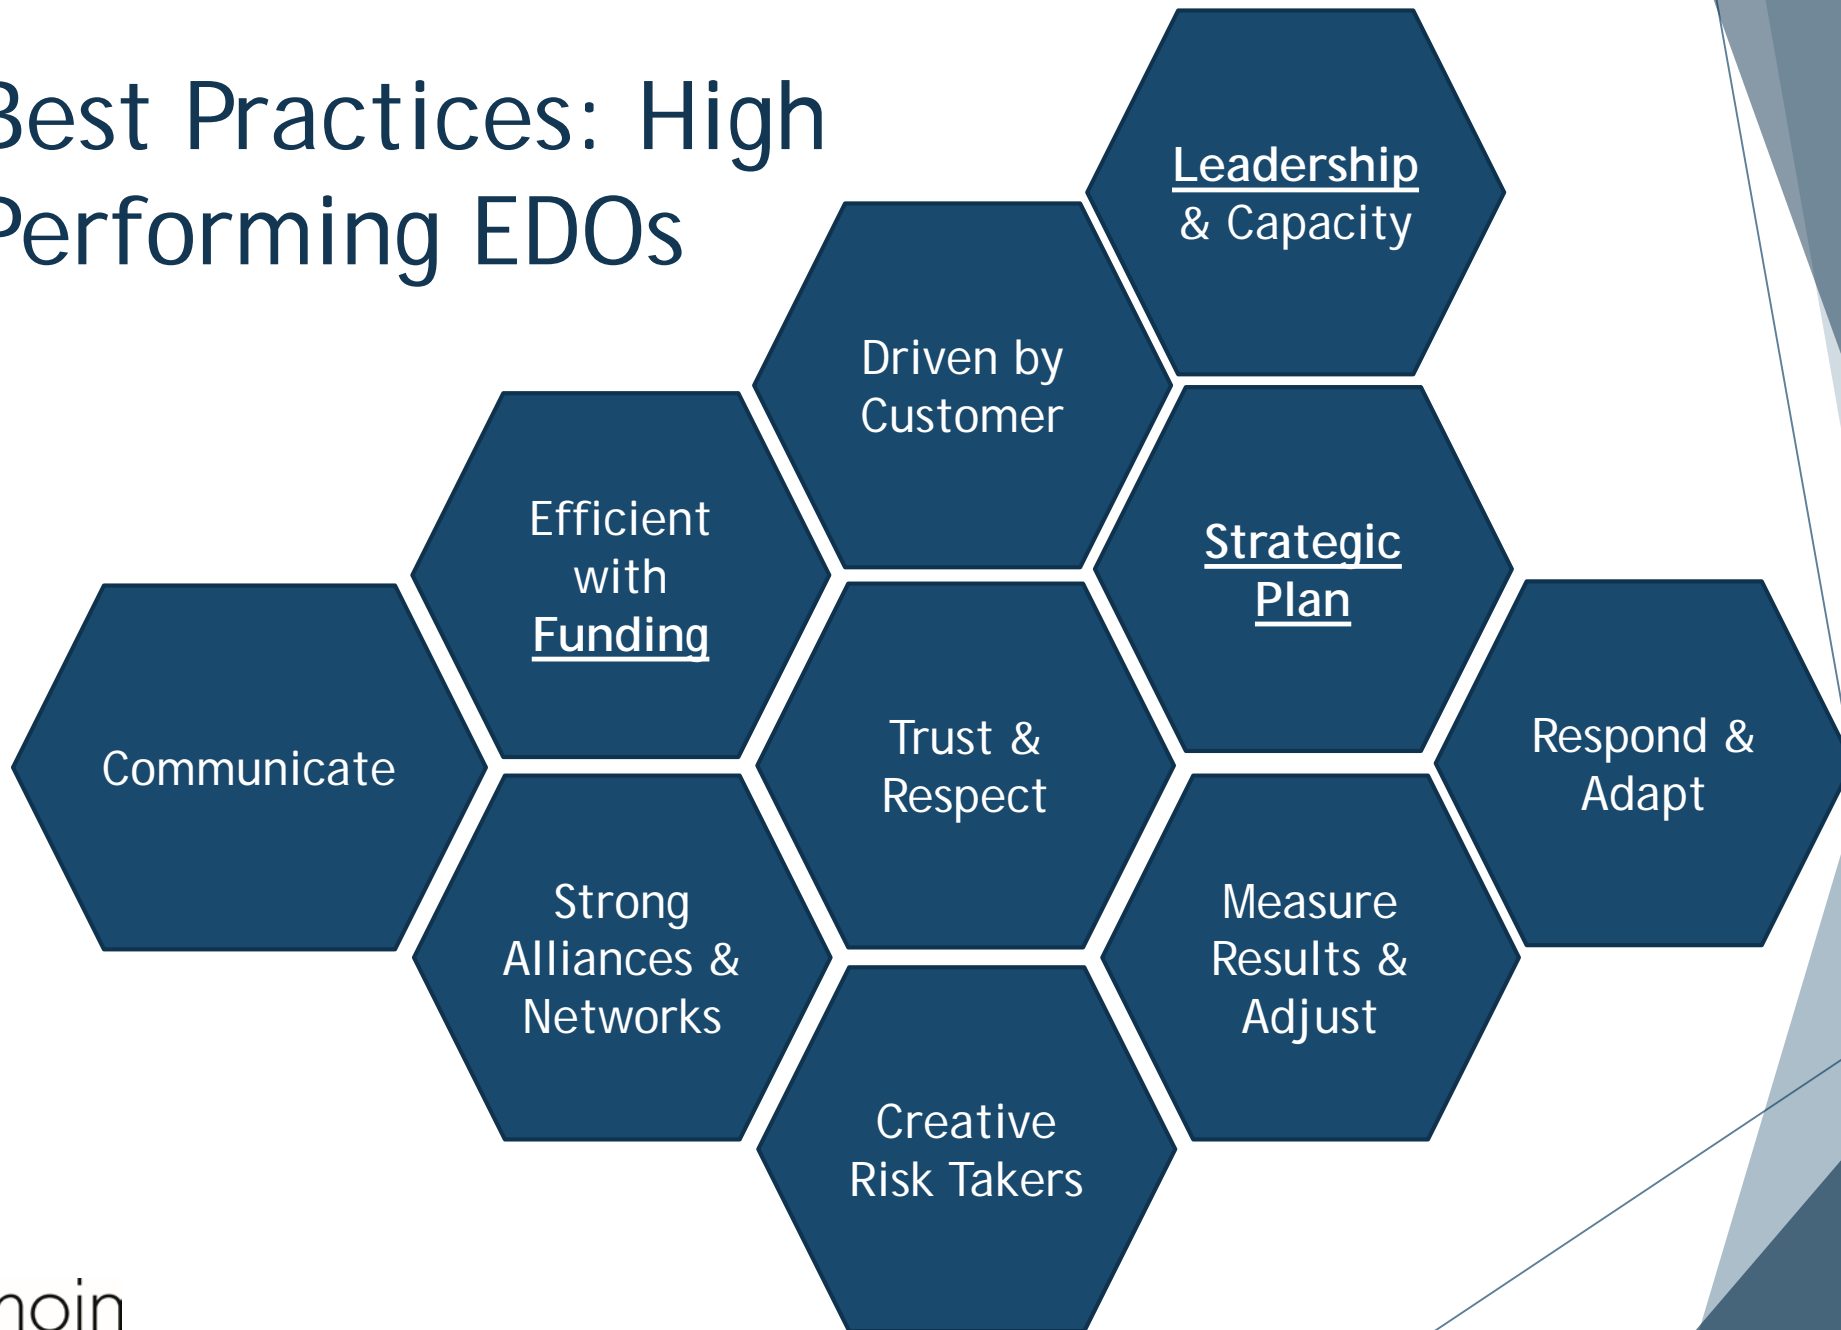 Best Practices: High
Performing EDOs
Leadership
& Capacity
Driven by
Customer
Efficient
with
Funding
Strategic
Plan
Communicate
Trust &
Respect
Respond &
Adapt
Strong
Alliances &
Networks
Measure
Results &
Adjust
Creative
Risk Takers